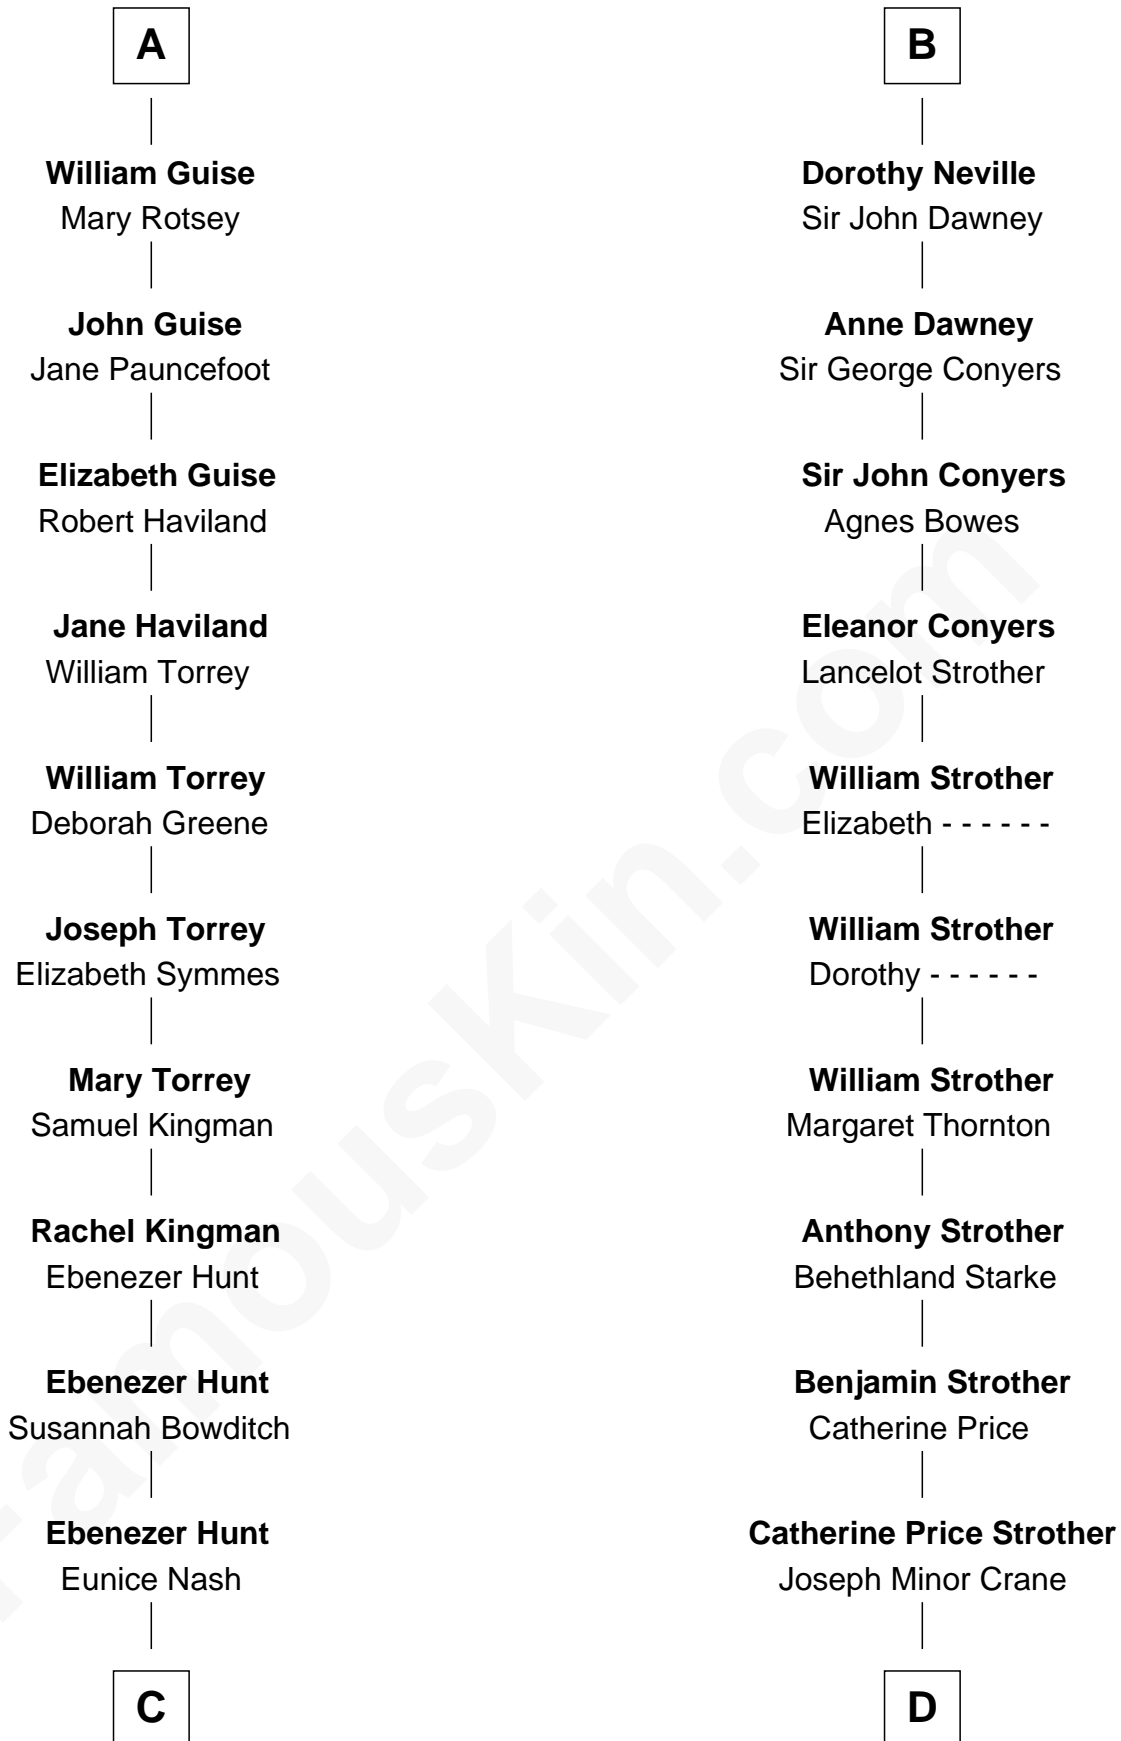 A
William Guise
Mary Rotsey
John Guise
Jane Pauncefoot
Elizabeth Guise
Robert Haviland
Jane Haviland
William Torrey
William Torrey
Deborah Greene
Joseph Torrey
Elizabeth Symmes
Mary Torrey
Samuel Kingman
Rachel Kingman
Ebenezer Hunt
Ebenezer Hunt
Susannah Bowditch
Ebenezer Hunt
Eunice Nash
C
B
Dorothy Neville
Sir John Dawney
Anne Dawney
Sir George Conyers
Sir John Conyers
Agnes Bowes
Eleanor Conyers
Lancelot Strother
William Strother
Elizabeth - - - - - -
William Strother
Dorothy - - - - - -
William Strother
Margaret Thornton
Anthony Strother
Behethland Starke
Benjamin Strother
Catherine Price
Catherine Price Strother
Joseph Minor Crane
D
FamousKin.com